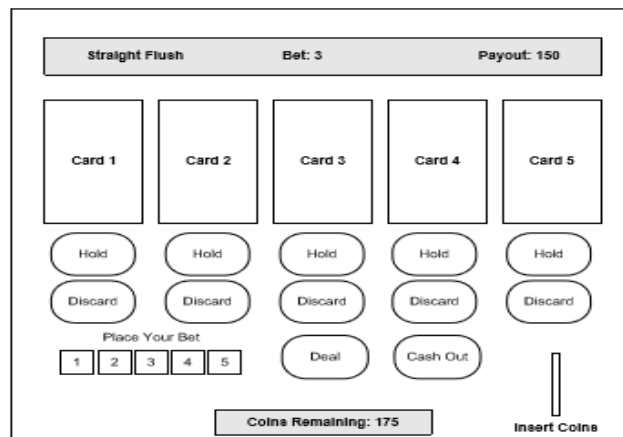 Straight Flush Bet: 3 Payout: 150
Card 1 Card 2 Card 3 Card 4 Card 5
Hold Hold Hold Hold Hold
Discard Discard Discard Discard Discard
Place Your Bet
1 2 3 4 5
Deal Cash Out
Coins Remaining: 175
Insert Coins